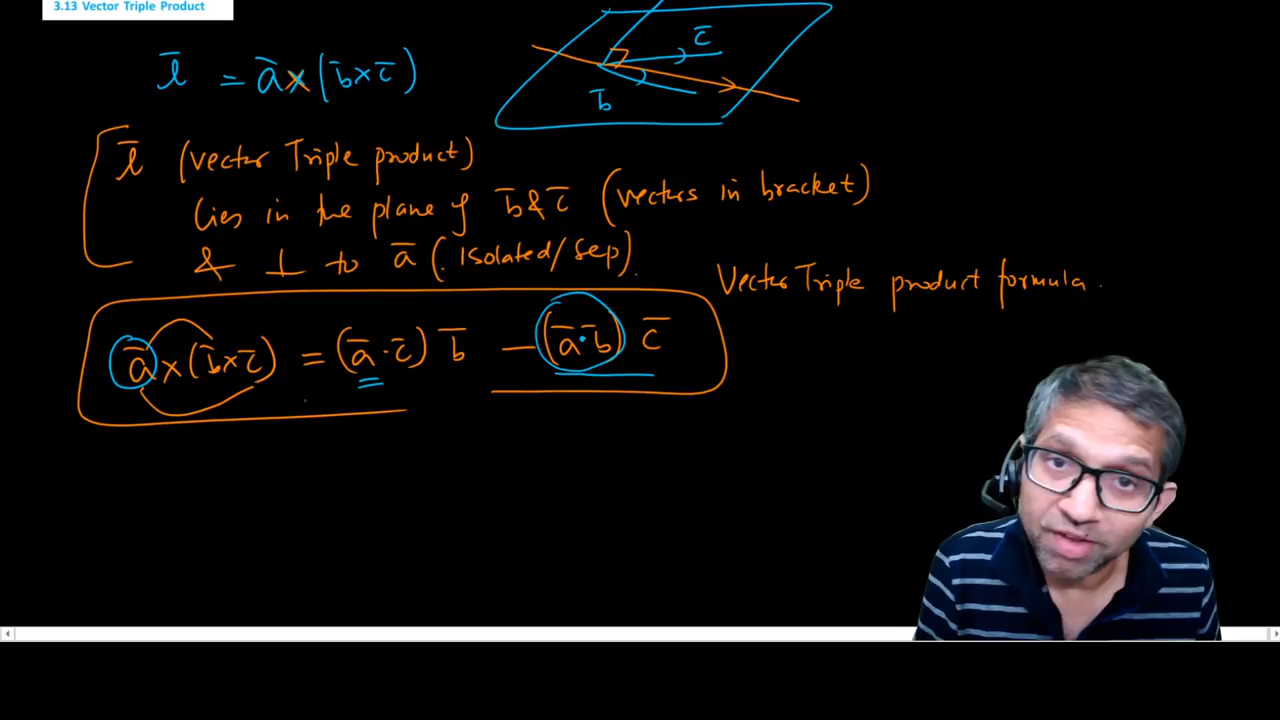 3.13 Vector Triple Product
l̄ = ā × (b̄ × c̄)
c̄
b̄
l̄ (vector Triple product)
lies in the plane of b̄ & c̄ (vectors in bracket)
& ⊥ to ā (Isolated/sep).
Vector Triple product formula.
ā × (b̄ × c̄) = (ā · c̄) b̄ − (ā · b̄) c̄